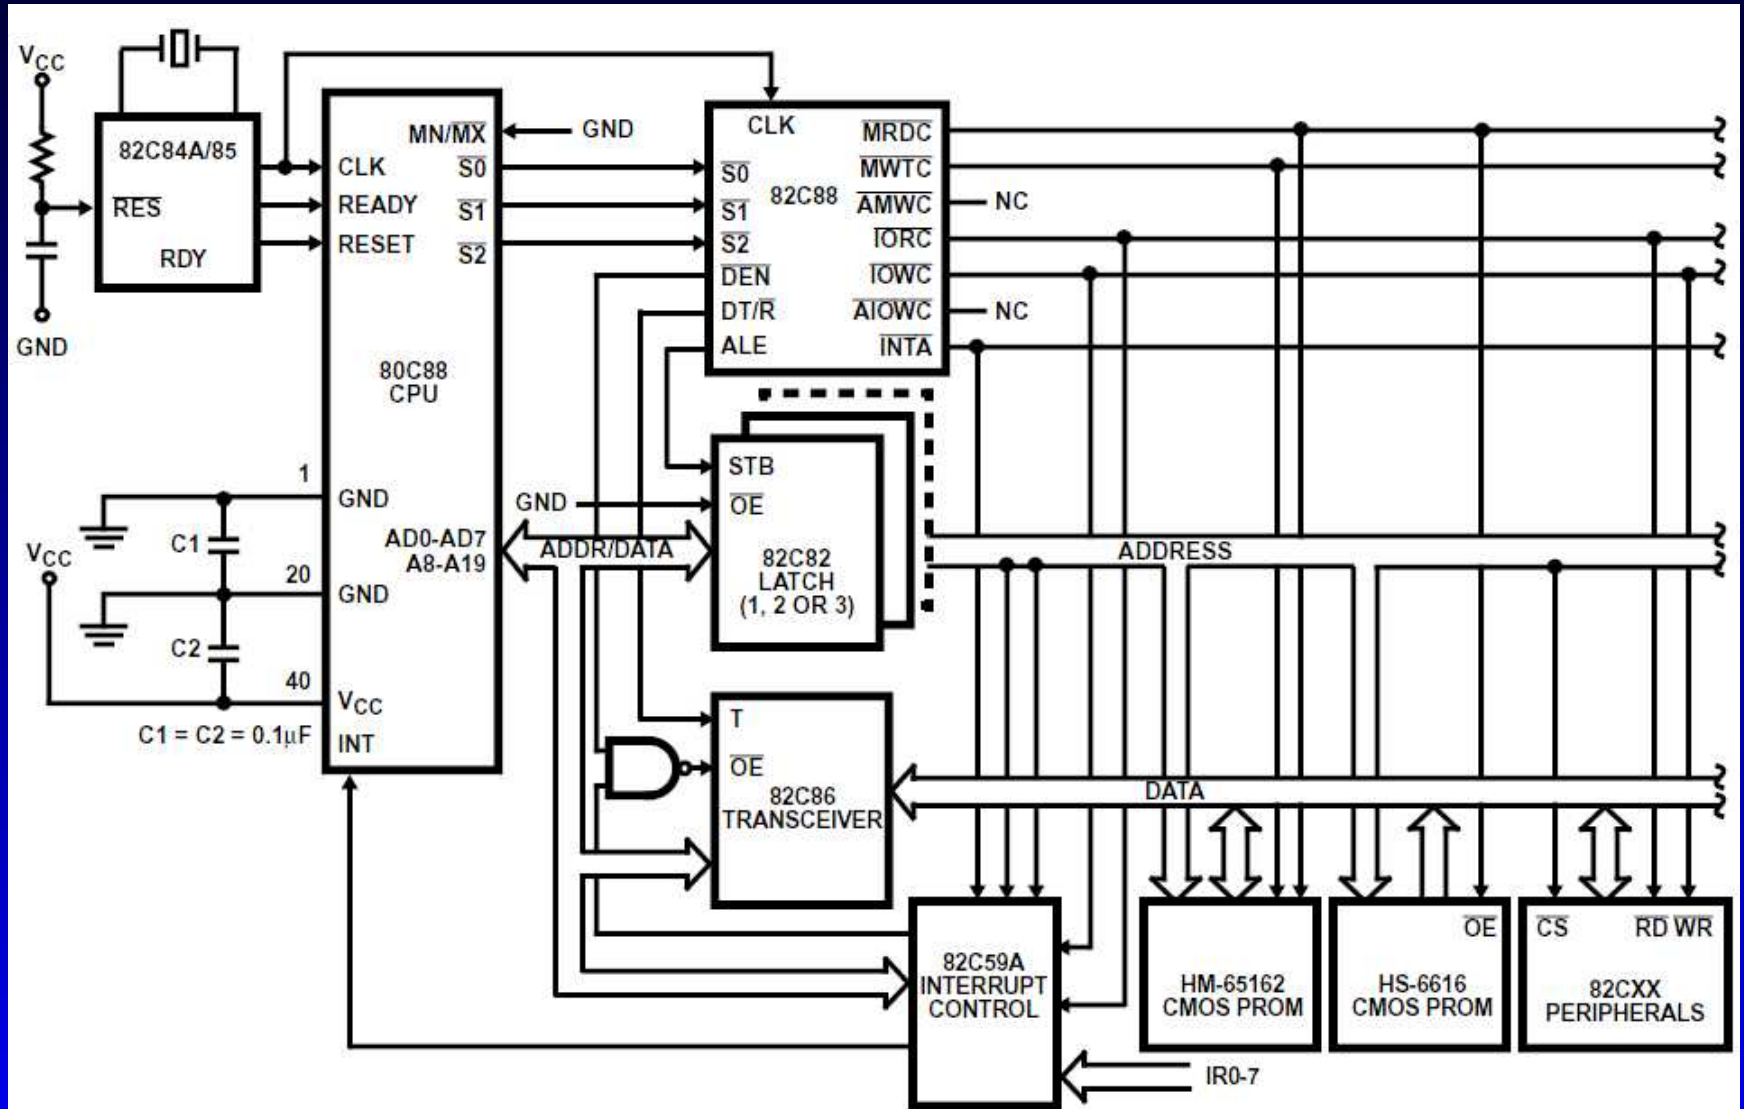 VCC
82C84A/85
RES
RDY
GND
CLK
READY
RESET
MN/MX
S0
S1
S2
GND
80C88
CPU
1
GND
C1
VCC
20
GND
C2
40
VCC
C1 = C2 = 0.1μF
INT
AD0-AD7
A8-A19
CLK
82C88
S0
S1
S2
DEN
DT/R
ALE
MRDC
MWTC
AMWC
NC
IORC
IOWC
AIOWC
NC
INTA
STB
GND
OE
ADDR/DATA
82C82
LATCH
(1, 2 OR 3)
ADDRESS
T
OE
82C86
TRANSCEIVER
DATA
82C59A
INTERRUPT
CONTROL
IR0-7
HM-65162
CMOS PROM
OE
HS-6616
CMOS PROM
CS
RD WR
82CXX
PERIPHERALS